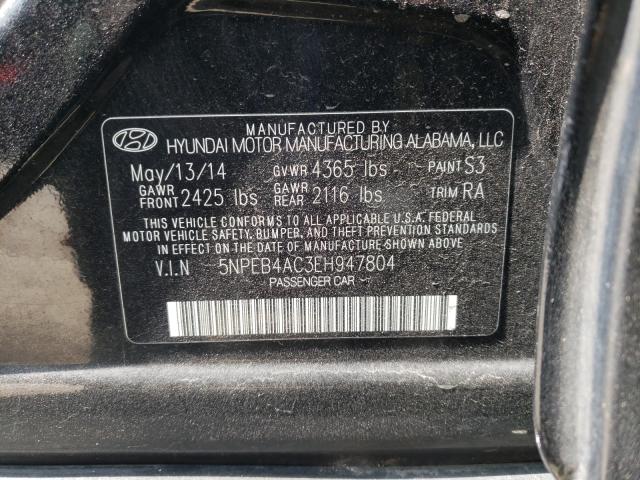 MANUFACTURED BY
HYUNDAI MOTOR MANUFACTURING ALABAMA, LLC
May/13/14 GVWR 4365 lbs PAINT S3
GAWR FRONT 2425 lbs GAWR REAR 2116 lbs TRIM RA
THIS VEHICLE CONFORMS TO ALL APPLICABLE U.S.A. FEDERAL
MOTOR VEHICLE SAFETY, BUMPER, AND THEFT PREVENTION STANDARDS
IN EFFECT ON THE DATE OF MANUFACTURE SHOWN ABOVE
V.I.N 5NPEB4AC3EH947804
PASSENGER CAR